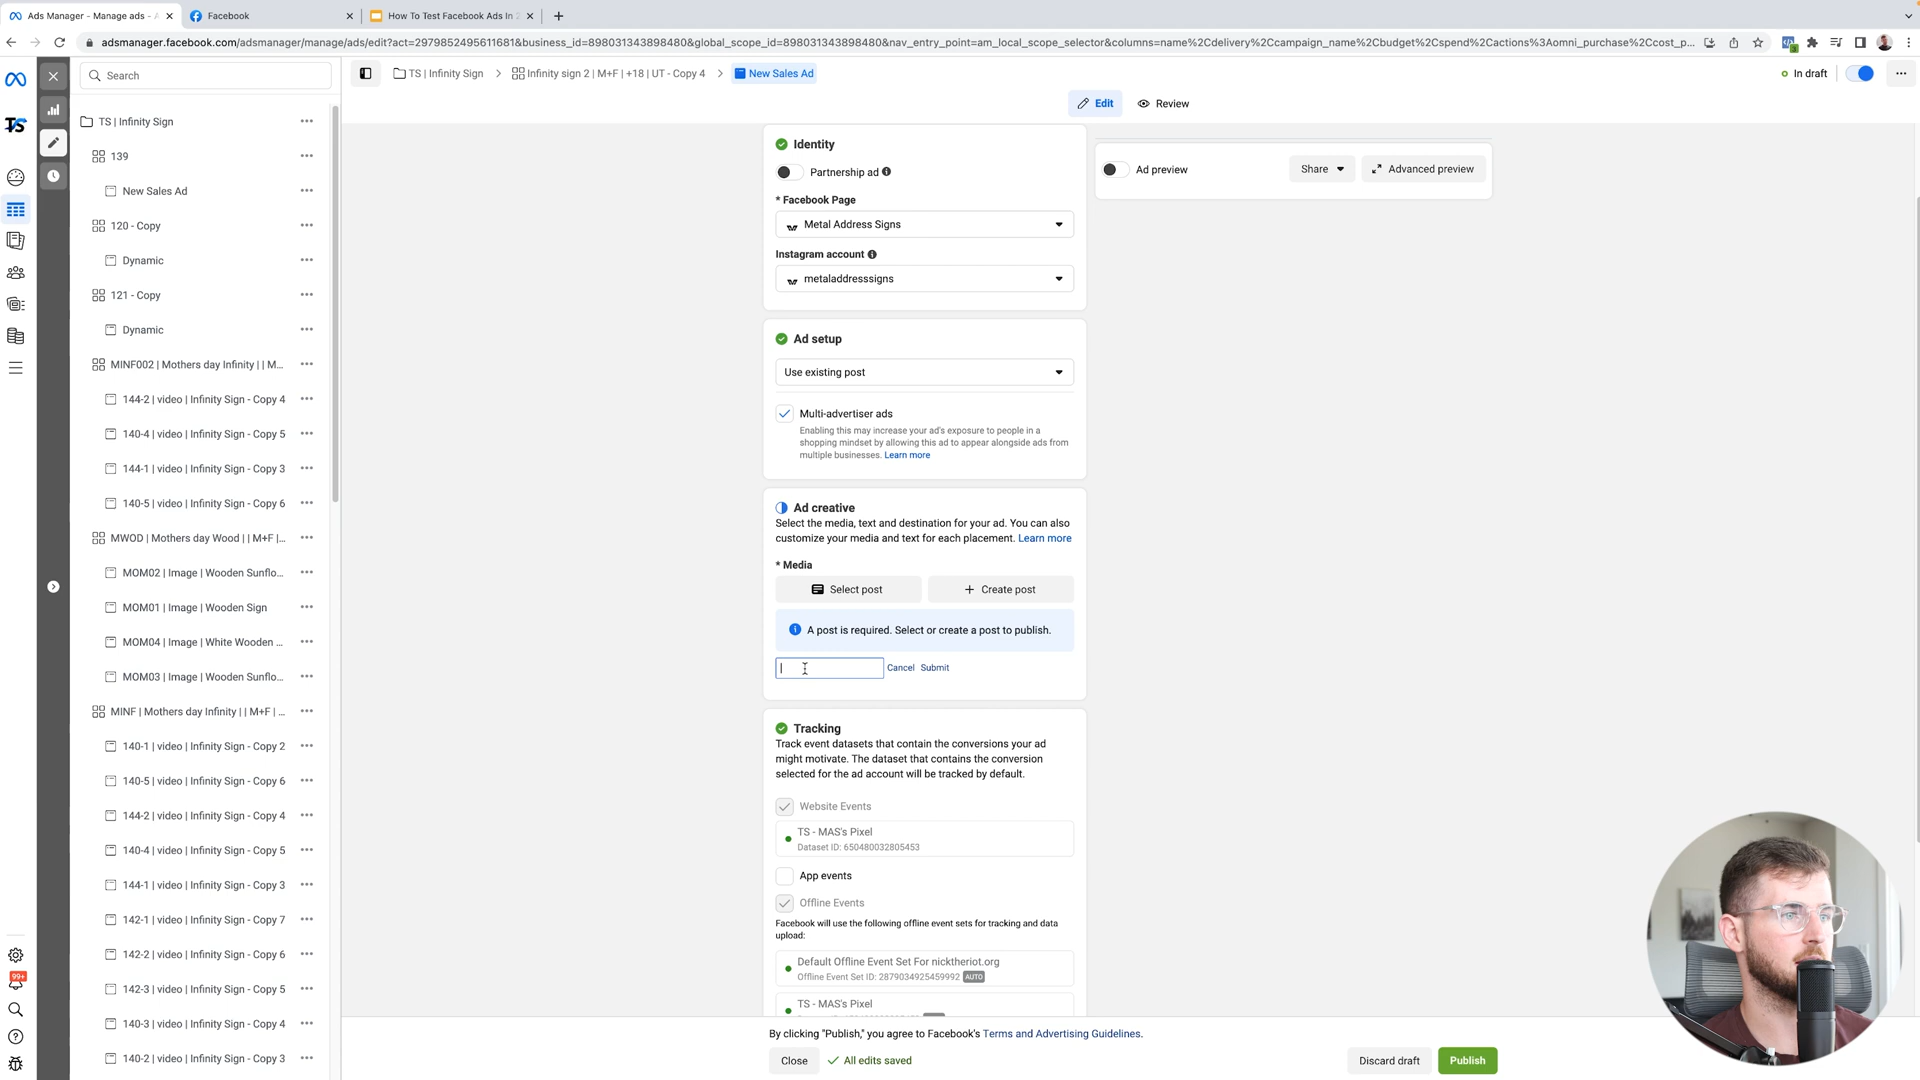 Ads Manager - Manage ads - A
Facebook
How To Test Facebook Ads In 2
adsmanager.facebook.com/adsmanager/manage/ads/edit?act=2979852495611681&business_id=898031343898480&global_scope_id=898031343898480&nav_entry_point=am_local_scope_selector&columns=name%2Cdelivery%2Ccampaign_name%2Cbudget%2Cspend%2Cactions%3Aomni_purchase%2Ccost_p...
Search
TS | Infinity Sign
Infinity sign 2 | M+F | +18 | UT - Copy 4
New Sales Ad
In draft
Edit
Review
TS | Infinity Sign
139
New Sales Ad
120 - Copy
Dynamic
121 - Copy
Dynamic
MINF002 | Mothers day Infinity | | M...
144-2 | video | Infinity Sign - Copy 4
140-4 | video | Infinity Sign - Copy 5
144-1 | video | Infinity Sign - Copy 3
140-5 | video | Infinity Sign - Copy 6
MWOD | Mothers day Wood | | M+F |...
MOM02 | Image | Wooden Sunflo...
MOM01 | Image | Wooden Sign
MOM04 | Image | White Wooden ...
MOM03 | Image | Wooden Sunflo...
MINF | Mothers day Infinity | | M+F | ...
140-1 | video | Infinity Sign - Copy 2
140-5 | video | Infinity Sign - Copy 6
144-2 | video | Infinity Sign - Copy 4
140-4 | video | Infinity Sign - Copy 5
144-1 | video | Infinity Sign - Copy 3
142-1 | video | Infinity Sign - Copy 7
142-2 | video | Infinity Sign - Copy 6
142-3 | video | Infinity Sign - Copy 5
140-3 | video | Infinity Sign - Copy 4
140-2 | video | Infinity Sign - Copy 3
TS
99+
Identity
Partnership ad
* Facebook Page
Metal Address Signs
Instagram account
metaladdresssigns
Ad setup
Use existing post
Multi-advertiser ads
Enabling this may increase your ad's exposure to people in a
shopping mindset by allowing this ad to appear alongside ads from
multiple businesses. Learn more
Ad creative
Select the media, text and destination for your ad. You can also
customize your media and text for each placement. Learn more
* Media
Select post
Create post
A post is required. Select or create a post to publish.
Cancel
Submit
Tracking
Track event datasets that contain the conversions your ad
might motivate. The dataset that contains the conversion
selected for the ad account will be tracked by default.
Website Events
TS - MAS's Pixel
Dataset ID: 650480032805453
App events
Offline Events
Facebook will use the following offline event sets for tracking and data
upload:
Default Offline Event Set For nicktheriot.org
Offline Event Set ID: 2879034925459992 AUTO
TS - MAS's Pixel
Ad preview
Share
Advanced preview
By clicking "Publish," you agree to Facebook's Terms and Advertising Guidelines.
Close
All edits saved
Discard draft
Publish